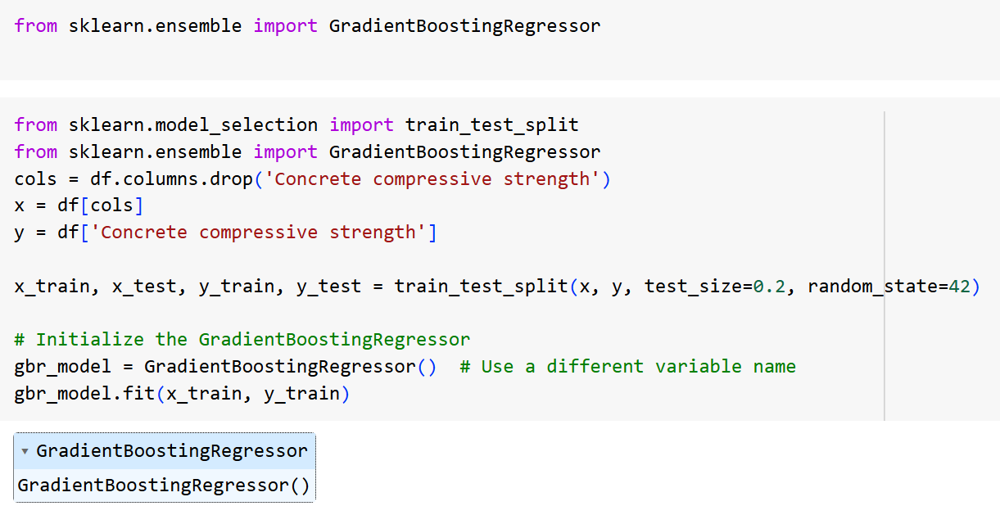 from sklearn.ensemble import GradientBoostingRegressor
from sklearn.model_selection import train_test_split
from sklearn.ensemble import GradientBoostingRegressor
cols = df.columns.drop('Concrete compressive strength')
x = df[cols]
y = df['Concrete compressive strength']
x_train, x_test, y_train, y_test = train_test_split(x, y, test_size=0.2, random_state=42)
# Initialize the GradientBoostingRegressor
gbr_model = GradientBoostingRegressor()  # Use a different variable name
gbr_model.fit(x_train, y_train)
▾ GradientBoostingRegressor
GradientBoostingRegressor()